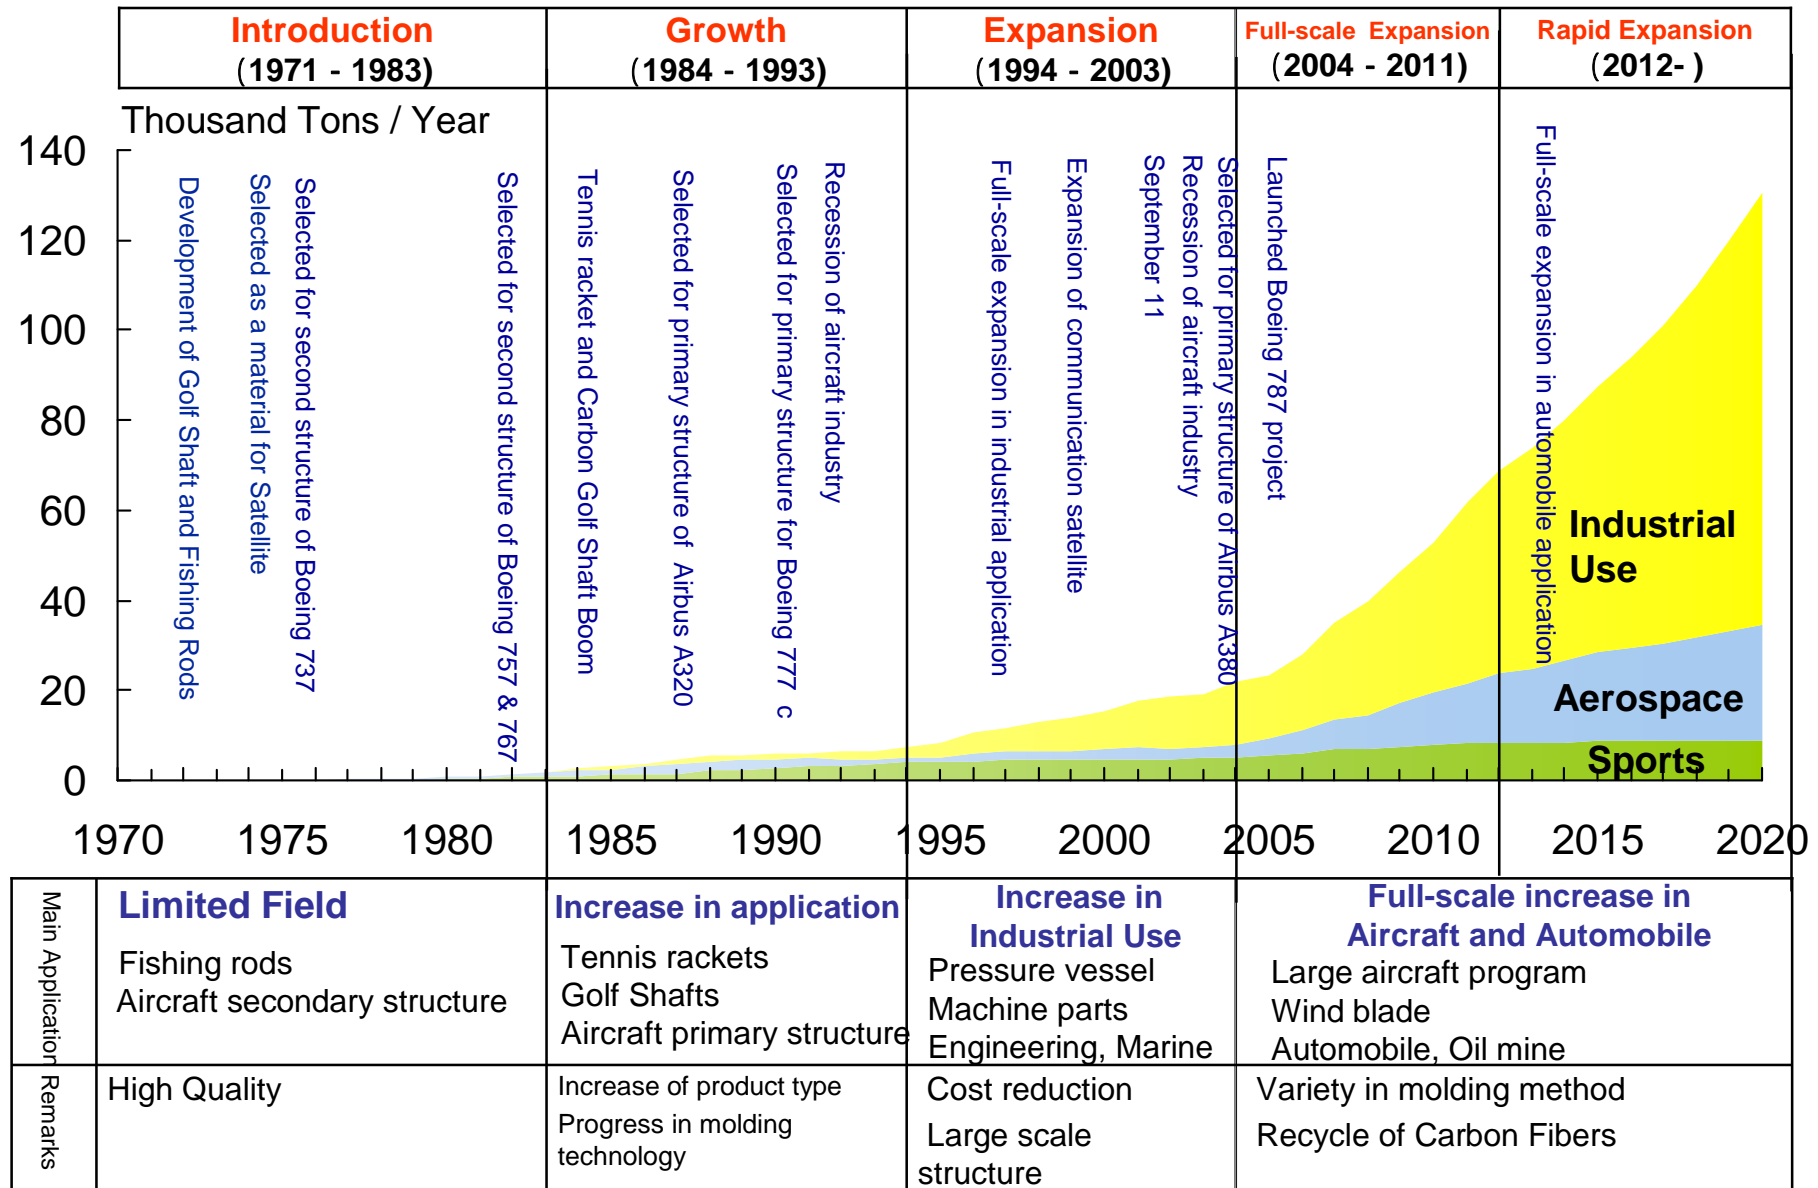 Introduction
(1971 - 1983)
Growth
(1984 - 1993)
Expansion
(1994 - 2003)
Full-scale Expansion
(2004 - 2011)
Rapid Expansion
(2012- )
Thousand Tons / Year
140
120
100
80
60
40
20
0
Development of Golf Shaft and Fishing Rods
Selected as a material for Satellite
Selected for second structure of Boeing 737
Selected for second structure of Boeing 757 & 767
Tennis racket and Carbon Golf Shaft Boom
Selected for primary structure of Airbus A320
Selected for primary structure for Boeing 777 c
Recession of aircraft industry
Full-scale expansion in industrial application
Expansion of communication satellite
September 11
Recession of aircraft industry
Selected for primary structure of Airbus A380
Launched Boeing 787 project
Full-scale expansion in automobile application
Industrial
Use
Aerospace
Sports
1970 1975 1980 1985 1990 1995 2000 2005 2010 2015 2020
Main Application
Limited Field
Fishing rods
Aircraft secondary structure
Increase in application
Tennis rackets
Golf Shafts
Aircraft primary structure
Increase in
Industrial Use
Pressure vessel
Machine parts
Engineering, Marine
Full-scale increase in
Aircraft and Automobile
Large aircraft program
Wind blade
Automobile, Oil mine
Remarks
High Quality
Increase of product type
Progress in molding
technology
Cost reduction
Large scale
structure
Variety in molding method
Recycle of Carbon Fibers